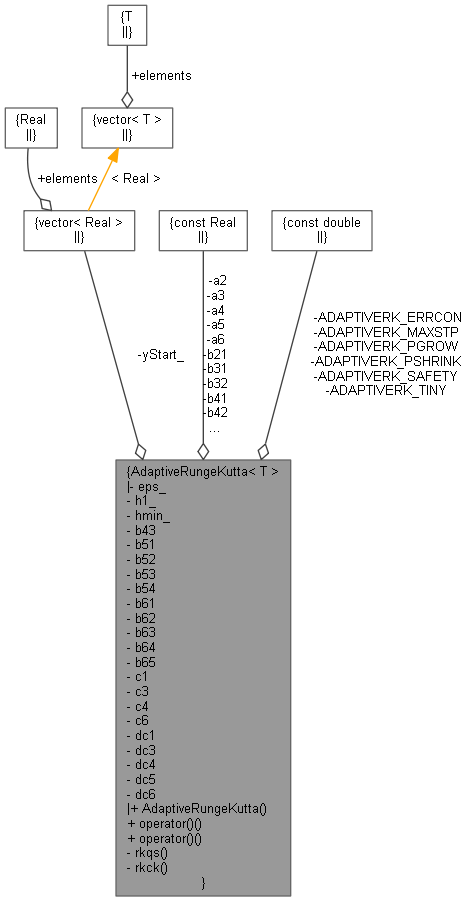 {T
||}
+elements
{Real
||}
{vector< T >
||}
+elements
< Real >
{vector< Real >
||}
{const Real
||}
{const double
||}
-yStart_
-a2
-a3
-a4
-a5
-a6
-b21
-b31
-b32
-b41
-b42
...
-ADAPTIVERK_ERRCON
-ADAPTIVERK_MAXSTP
-ADAPTIVERK_PGROW
-ADAPTIVERK_PSHRINK
-ADAPTIVERK_SAFETY
-ADAPTIVERK_TINY
{AdaptiveRungeKutta< T >
|- eps_
- h1_
- hmin_
- b43
- b51
- b52
- b53
- b54
- b61
- b62
- b63
- b64
- b65
- c1
- c3
- c4
- c6
- dc1
- dc3
- dc4
- dc5
- dc6
|+ AdaptiveRungeKutta()
+ operator()()
+ operator()()
- rkqs()
- rkck()
}